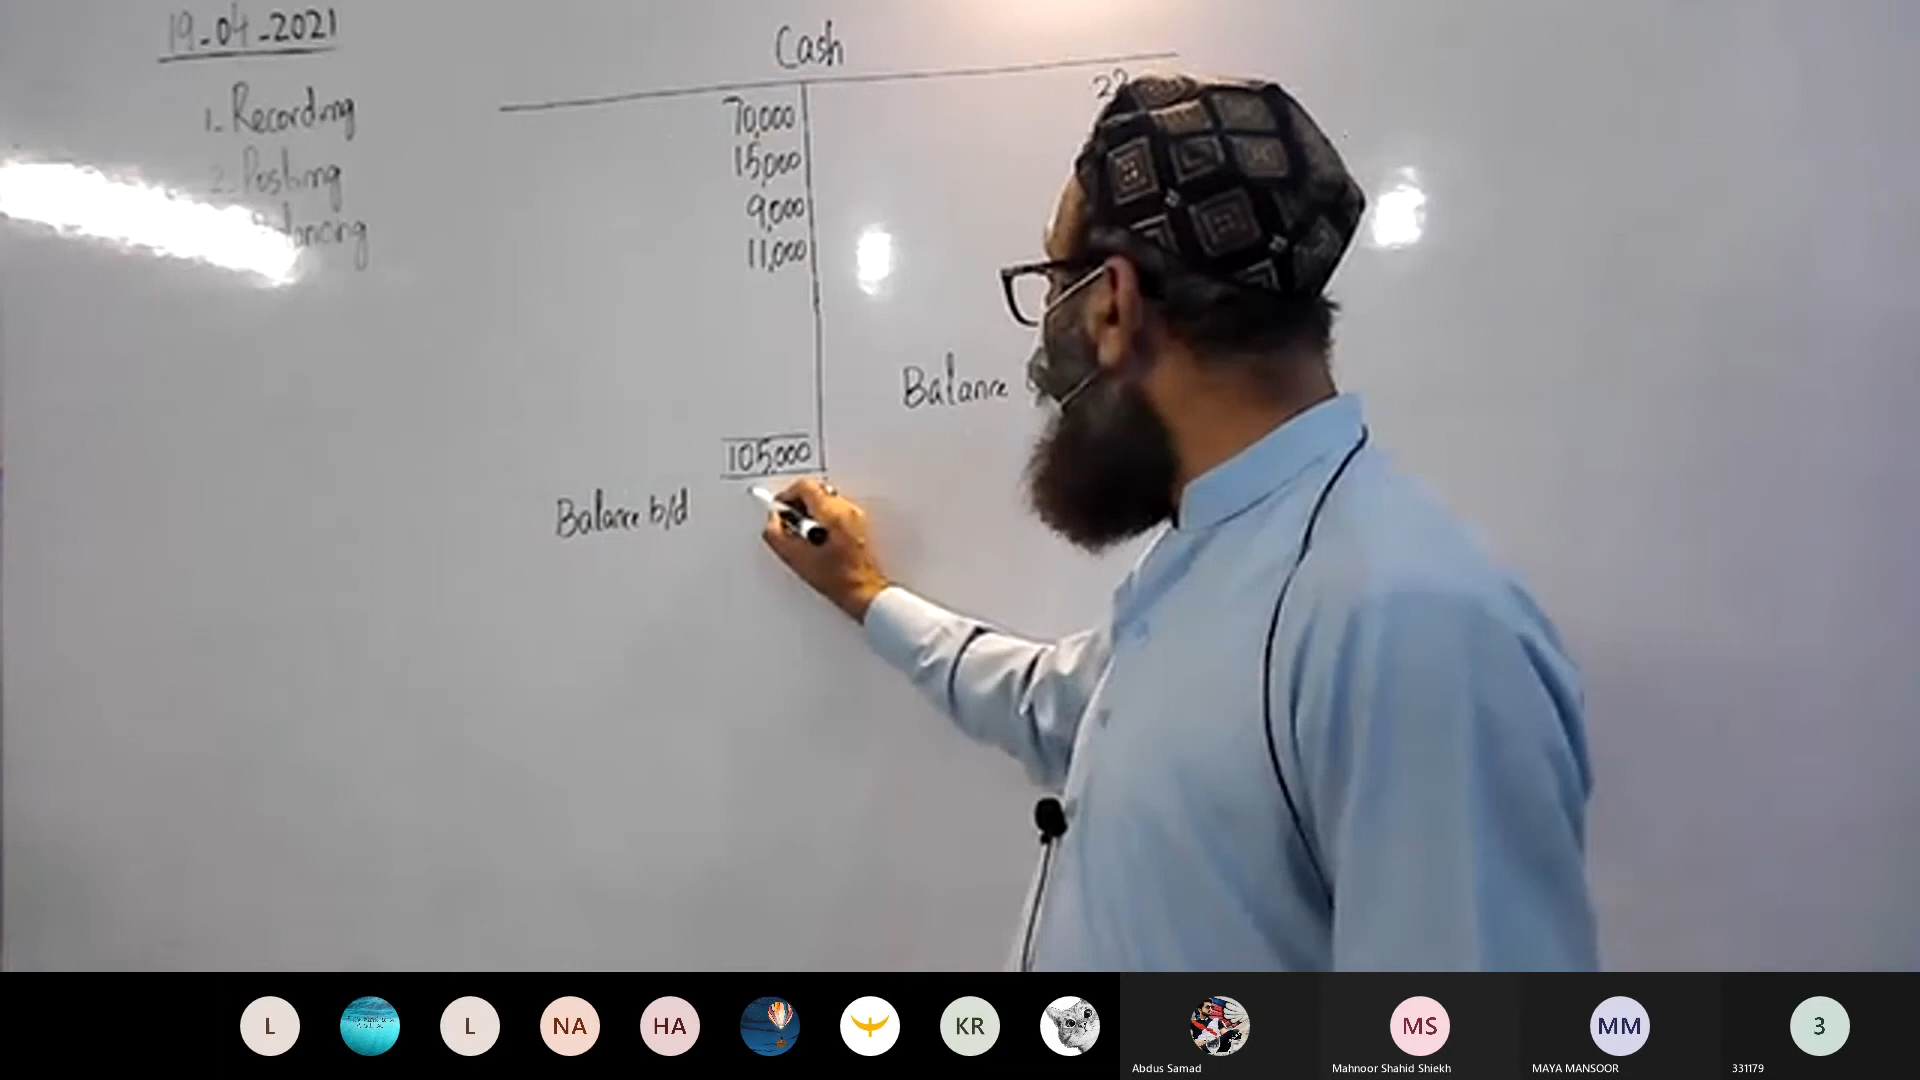 19-04-2021
1. Recording
2. Posting
Cash
70,000
15,000
9,000
11,000
22
Balance
105,000
Balance b/d
L
L
NA
HA
KR
MS
MM
3
Abdus Samad
Mahnoor Shahid Shiekh
MAYA MANSOOR
331179